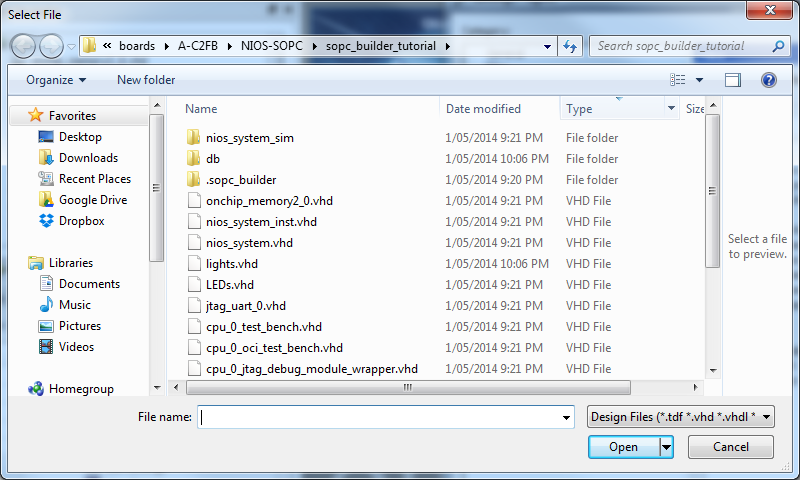 Select File
« boards ▸ A-C2FB ▸ NIOS-SOPC ▸ sopc_builder_tutorial ▸
Search sopc_builder_tutorial
Organize New folder
Favorites
Desktop
Downloads
Recent Places
Google Drive
Dropbox
Libraries
Documents
Music
Pictures
Videos
Homegroup
Name Date modified Type Size
nios_system_sim 1/05/2014 9:21 PM File folder
db 1/05/2014 10:06 PM File folder
.sopc_builder 1/05/2014 9:20 PM File folder
onchip_memory2_0.vhd 1/05/2014 9:21 PM VHD File
nios_system_inst.vhd 1/05/2014 9:21 PM VHD File
nios_system.vhd 1/05/2014 9:21 PM VHD File
lights.vhd 1/05/2014 10:06 PM VHD File
LEDs.vhd 1/05/2014 9:21 PM VHD File
jtag_uart_0.vhd 1/05/2014 9:21 PM VHD File
cpu_0_test_bench.vhd 1/05/2014 9:21 PM VHD File
cpu_0_oci_test_bench.vhd 1/05/2014 9:21 PM VHD File
cpu_0_jtag_debug_module_wrapper.vhd 1/05/2014 9:21 PM VHD File
Select a file
to preview.
File name:
Design Files (*.tdf *.vhd *.vhdl *
Open Cancel